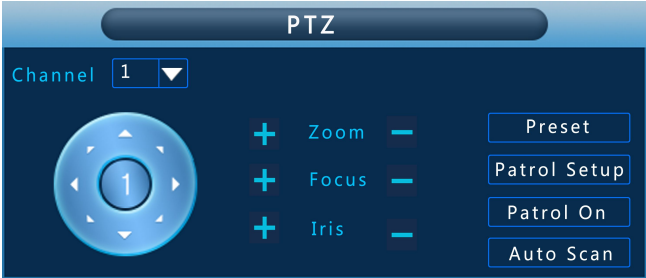 PTZ
Channel 1
1
+ Zoom −
+ Focus −
+ Iris −
Preset
Patrol Setup
Patrol On
Auto Scan